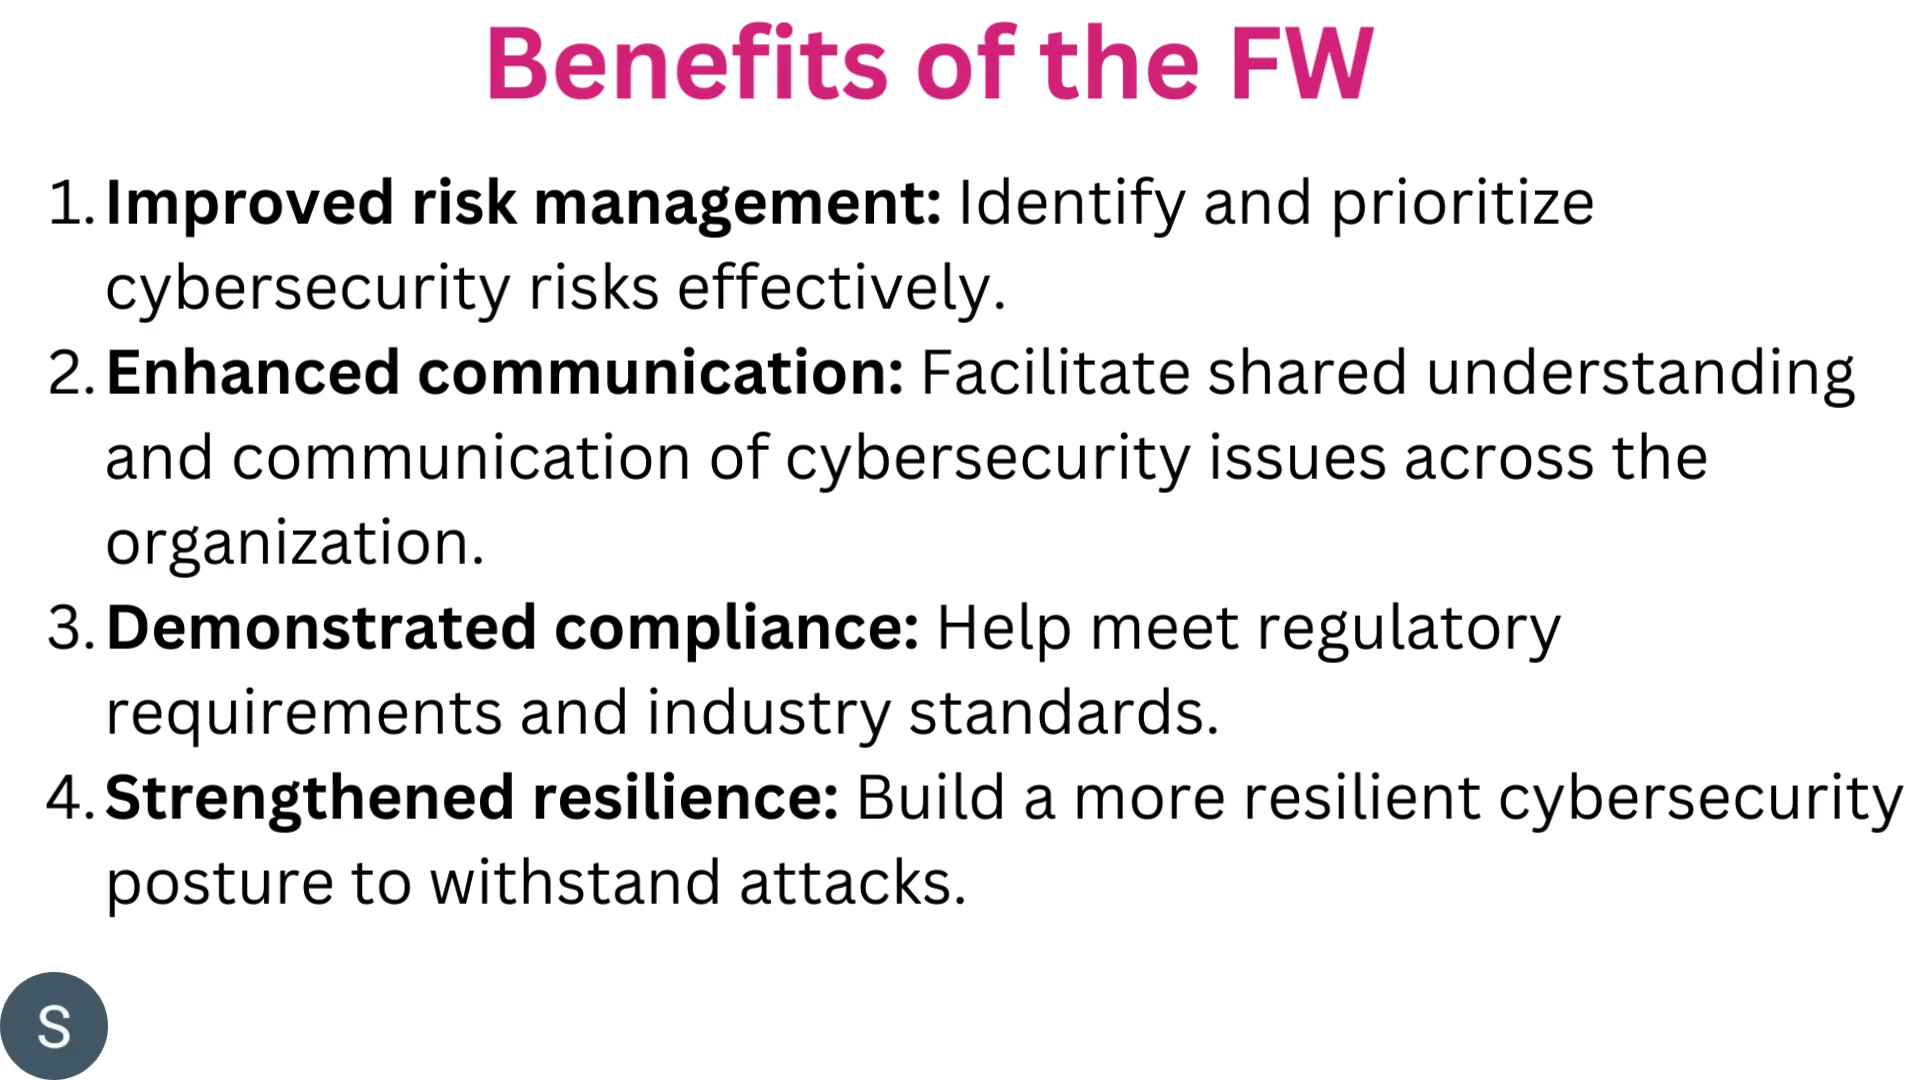 Benefits of the FW
1. Improved risk management: Identify and prioritize
cybersecurity risks effectively.
2. Enhanced communication: Facilitate shared understanding
and communication of cybersecurity issues across the
organization.
3. Demonstrated compliance: Help meet regulatory
requirements and industry standards.
4. Strengthened resilience: Build a more resilient cybersecurity
posture to withstand attacks.
S